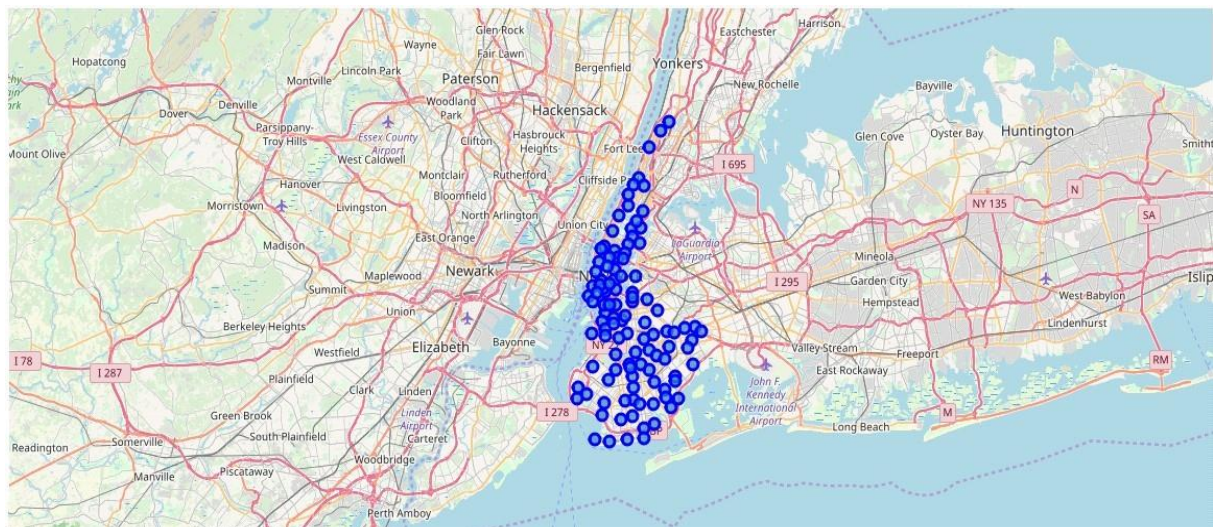 Harrison
Glen Rock
Eastchester
Wayne
Fair Lawn
Hopatcong
Lincoln Park
Bergenfield
Yonkers
Montville
Paterson
New Rochelle
Bayville
Denville
Woodland
Park
Hackensack
Dover
Parsippany-
Troy Hills
Essex County
Airport
Clifton
Hasbrouck
Heights
Fort Lee
Glen Cove
Oyster Bay
Huntington
Mount Olive
West Caldwell
I 695
Smith
Montclair
Rutherford
Cliffside
Hanover
Bloomfield
N
Morristown
Livingston
North Arlington
Union City
NY 135
SA
Madison
East Orange
LaGuardia
Airport
Mineola
Maplewood
Newark
N
I 295
Garden City
Islip
Summit
Hempstead
West Babylon
Union
Berkeley Heights
Lindenhurst
Elizabeth
Bayonne
NY 2
Valley Stream
Freeport
I 78
Westfield
RM
I 287
Plainfield
Clark
Linden
East Rockaway
John F.
Kennedy
International
Airport
Green Brook
Linden
Airport
I 278
M
Long Beach
Readington
Somerville
South Plainfield
Carteret
Piscataway
Woodbridge
Manville
Perth Amboy